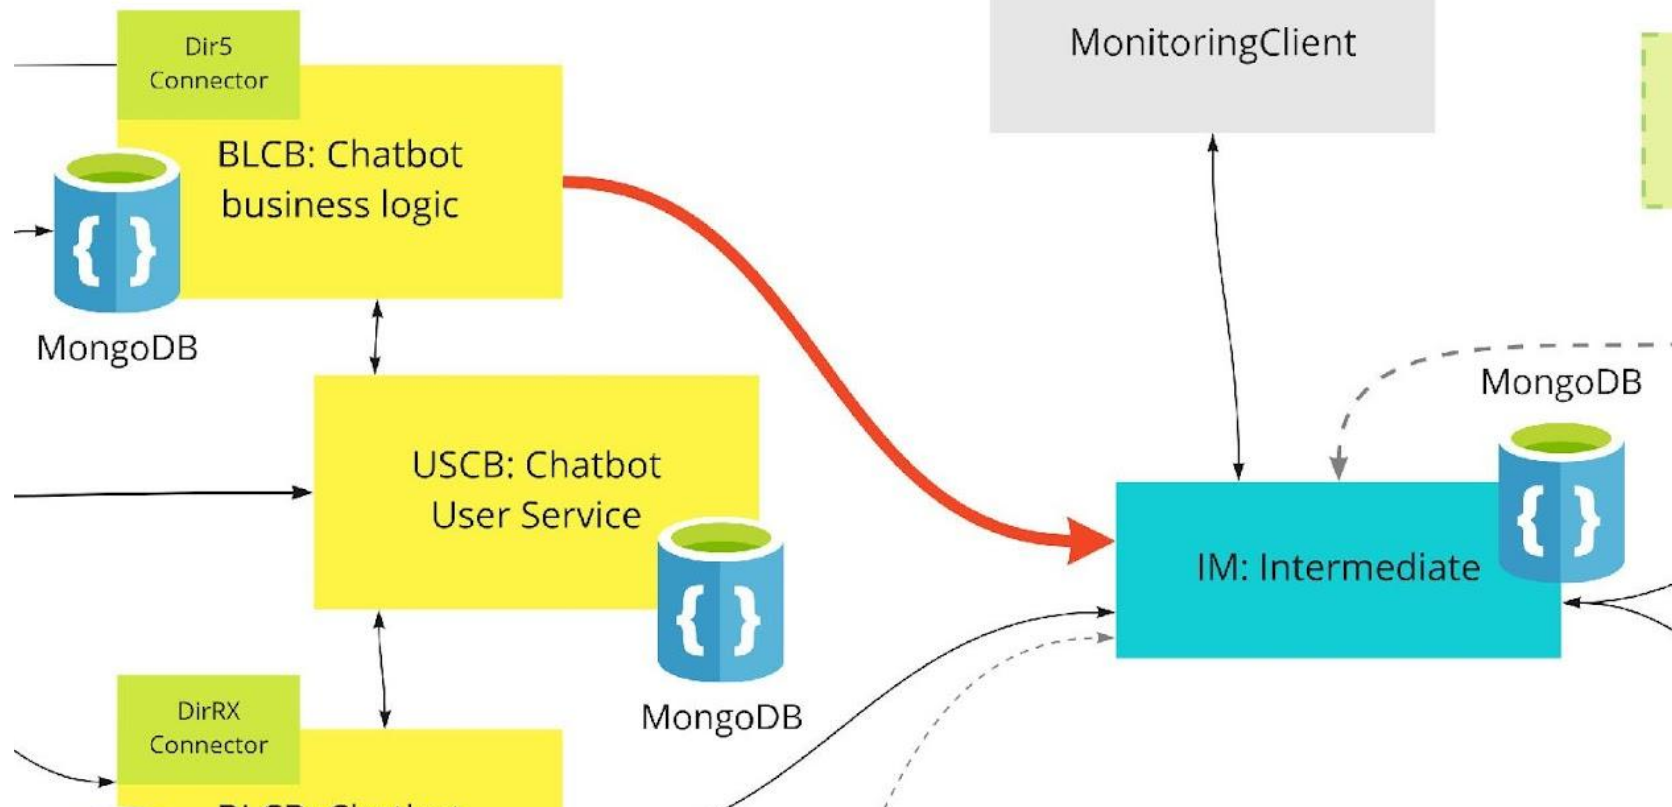 Dir5
Connector
BLCB: Chatbot
business logic
MongoDB
MonitoringClient
MongoDB
USCB: Chatbot
User Service
MongoDB
IM: Intermediate
DirRX
Connector